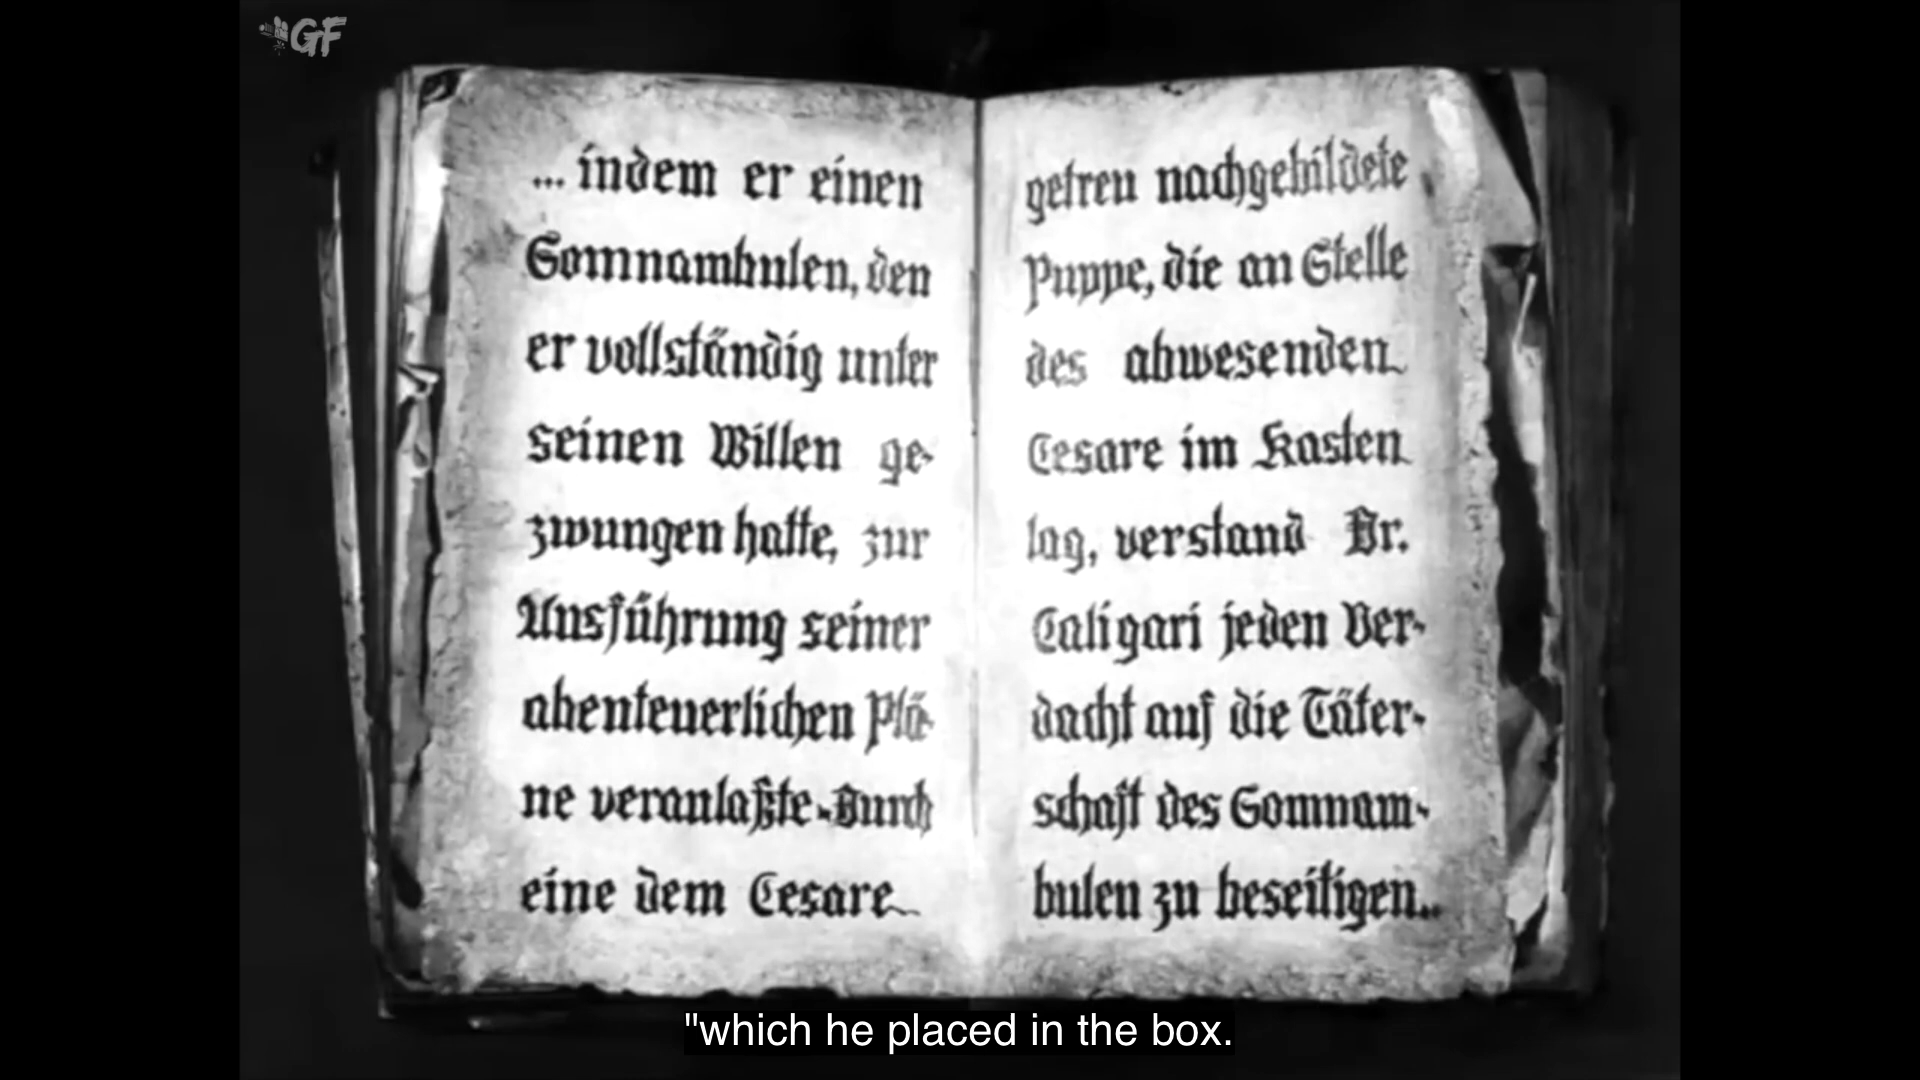 GF
... indem er einen
Somnambulen, den
er vollständig unter
seinen Willen ge-
zwungen hatte, zur
Ausführung seiner
abenteuerlichen Plä-
ne veranlaßte. Durch
eine dem Cesare
getreu nachgebildete
Puppe, die an Stelle
des abwesenden
Cesare im Kasten
lag, verstand Dr.
Caligari jeden Ver-
dacht auf die Täter-
schaft des Somnam-
bulen zu beseitigen..
"which he placed in the box.